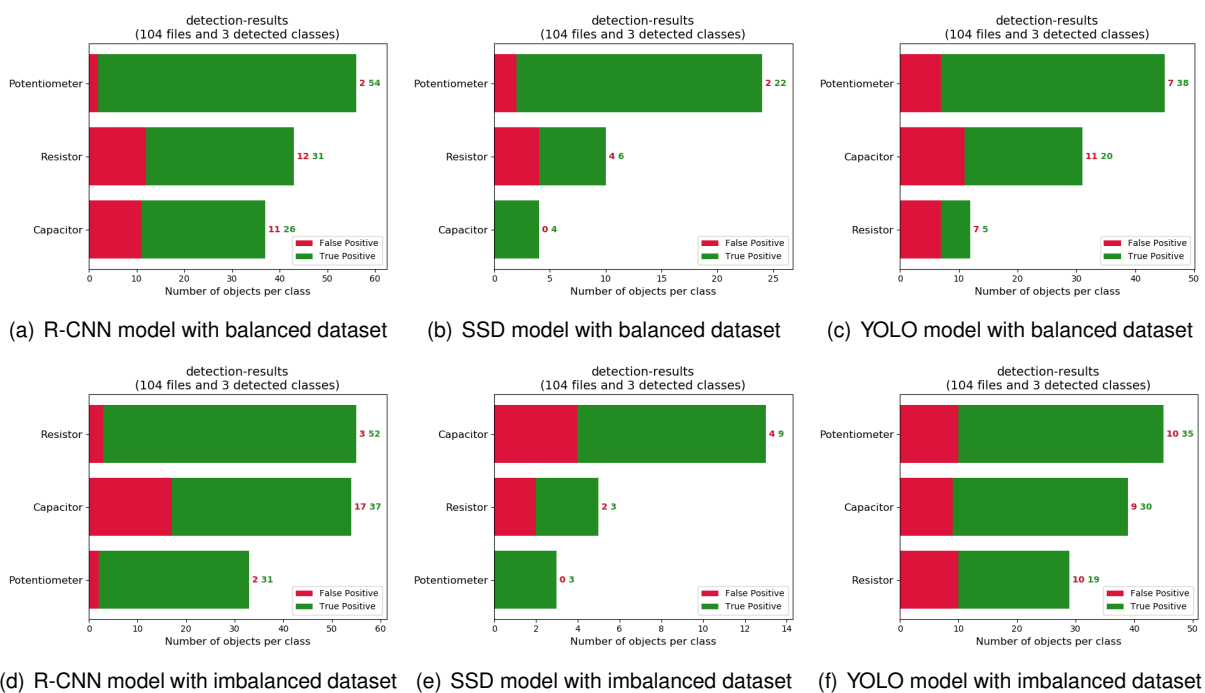 detection-results
(104 files and 3 detected classes)
Potentiometer
2 54
Resistor
12 31
Capacitor
11 26
False Positive
True Positive
0 10 20 30 40 50 60
Number of objects per class
(a) R-CNN model with balanced dataset
detection-results
(104 files and 3 detected classes)
Potentiometer
2 22
Resistor
4 6
Capacitor
0 4
False Positive
True Positive
0 5 10 15 20 25
Number of objects per class
(b) SSD model with balanced dataset
detection-results
(104 files and 3 detected classes)
Potentiometer
7 38
Capacitor
11 20
Resistor
7 5
False Positive
True Positive
0 10 20 30 40 50
Number of objects per class
(c) YOLO model with balanced dataset
detection-results
(104 files and 3 detected classes)
Resistor
3 52
Capacitor
17 37
Potentiometer
2 31
False Positive
True Positive
0 10 20 30 40 50 60
Number of objects per class
(d) R-CNN model with imbalanced dataset
detection-results
(104 files and 3 detected classes)
Capacitor
4 9
Resistor
2 3
Potentiometer
0 3
False Positive
True Positive
0 2 4 6 8 10 12 14
Number of objects per class
(e) SSD model with imbalanced dataset
detection-results
(104 files and 3 detected classes)
Potentiometer
10 35
Capacitor
9 30
Resistor
10 19
False Positive
True Positive
0 10 20 30 40 50
Number of objects per class
(f) YOLO model with imbalanced dataset